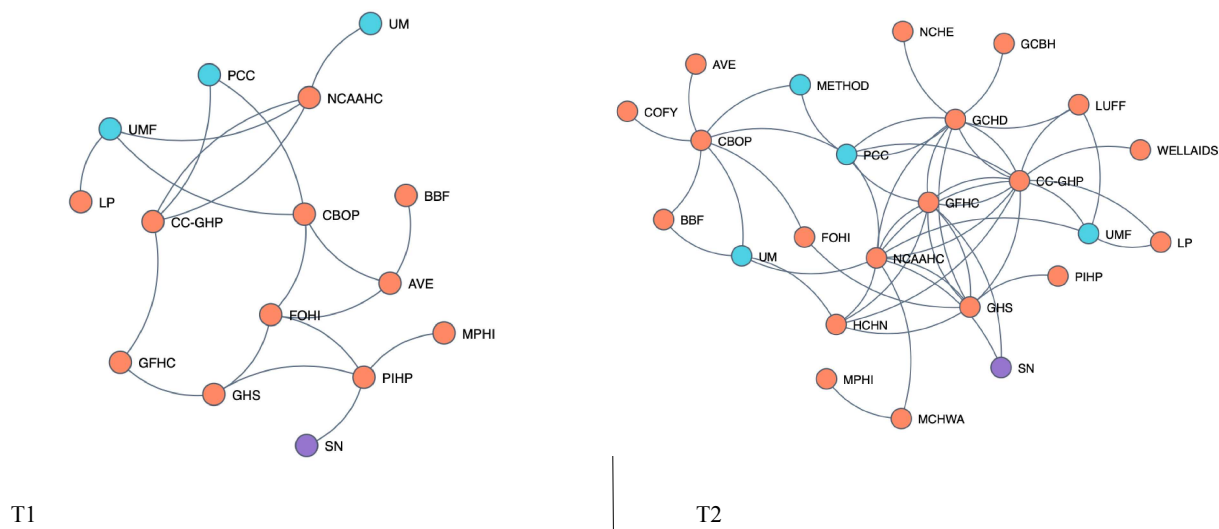 UM
PCC
NCAAHC
UMF
LP
CC-GHP
CBOP
BBF
AVE
FOHI
MPHI
GFHC
PIHP
GHS
SN
T1
NCHE
GCBH
AVE
METHOD
COFY
LUFF
GCHD
CBOP
PCC
WELLAIDS
CC-GHP
GFHC
BBF
FOHI
UMF
LP
UM
NCAAHC
PIHP
GHS
HCHN
SN
MPHI
MCHWA
T2